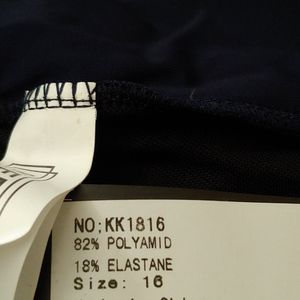 NO;KK1816
82% POLYAMID
18% ELASTANE
Size: 16